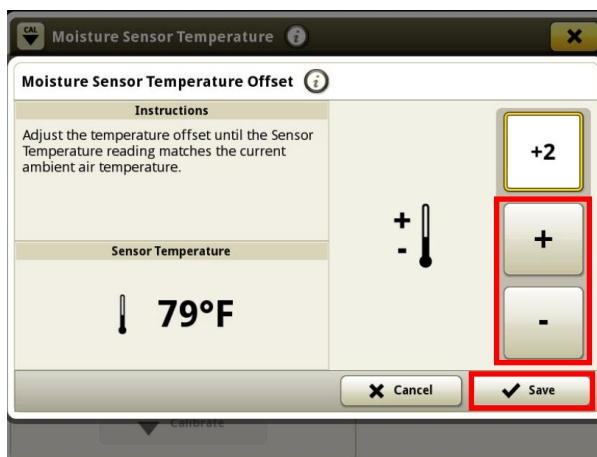 CAL
Moisture Sensor Temperature i
Moisture Sensor Temperature Offset i
Instructions
Adjust the temperature offset until the Sensor
Temperature reading matches the current
ambient air temperature.
+2
+
-
+
-
Sensor Temperature
79°F
Cancel
Save
Calibrate